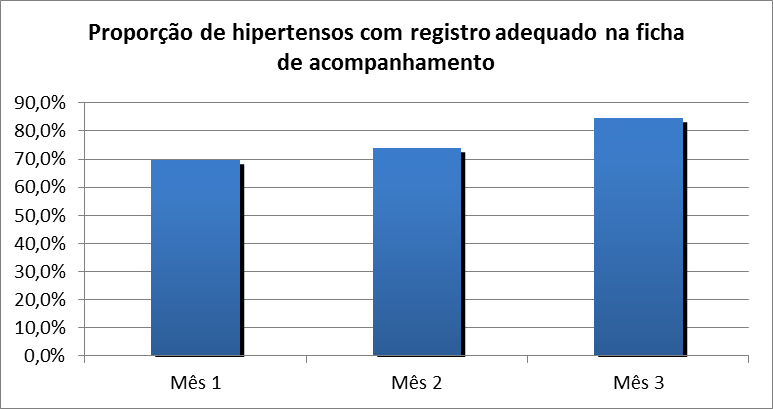 Proporção de hipertensos com registro adequado na ficha
de acompanhamento
90,0%
80,0%
70,0%
60,0%
50,0%
40,0%
30,0%
20,0%
10,0%
0,0%
Mês 1
Mês 2
Mês 3